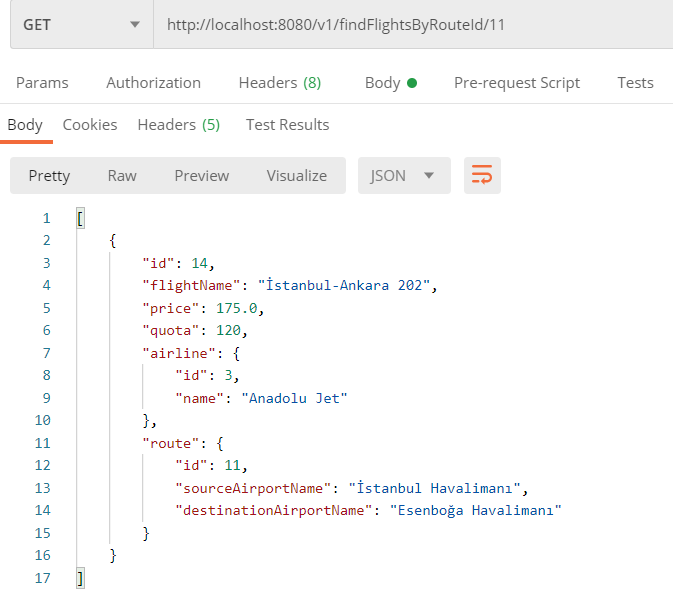 GET http://localhost:8080/v1/findFlightsByRouteId/11
Params Authorization Headers (8) Body Pre-request Script Tests
Body Cookies Headers (5) Test Results
Pretty Raw Preview Visualize JSON
1 [
2 {
3 "id": 14,
4 "flightName": "İstanbul-Ankara 202",
5 "price": 175.0,
6 "quota": 120,
7 "airline": {
8 "id": 3,
9 "name": "Anadolu Jet"
10 },
11 "route": {
12 "id": 11,
13 "sourceAirportName": "İstanbul Havalimanı",
14 "destinationAirportName": "Esenboğa Havalimanı"
15 }
16 }
17 ]